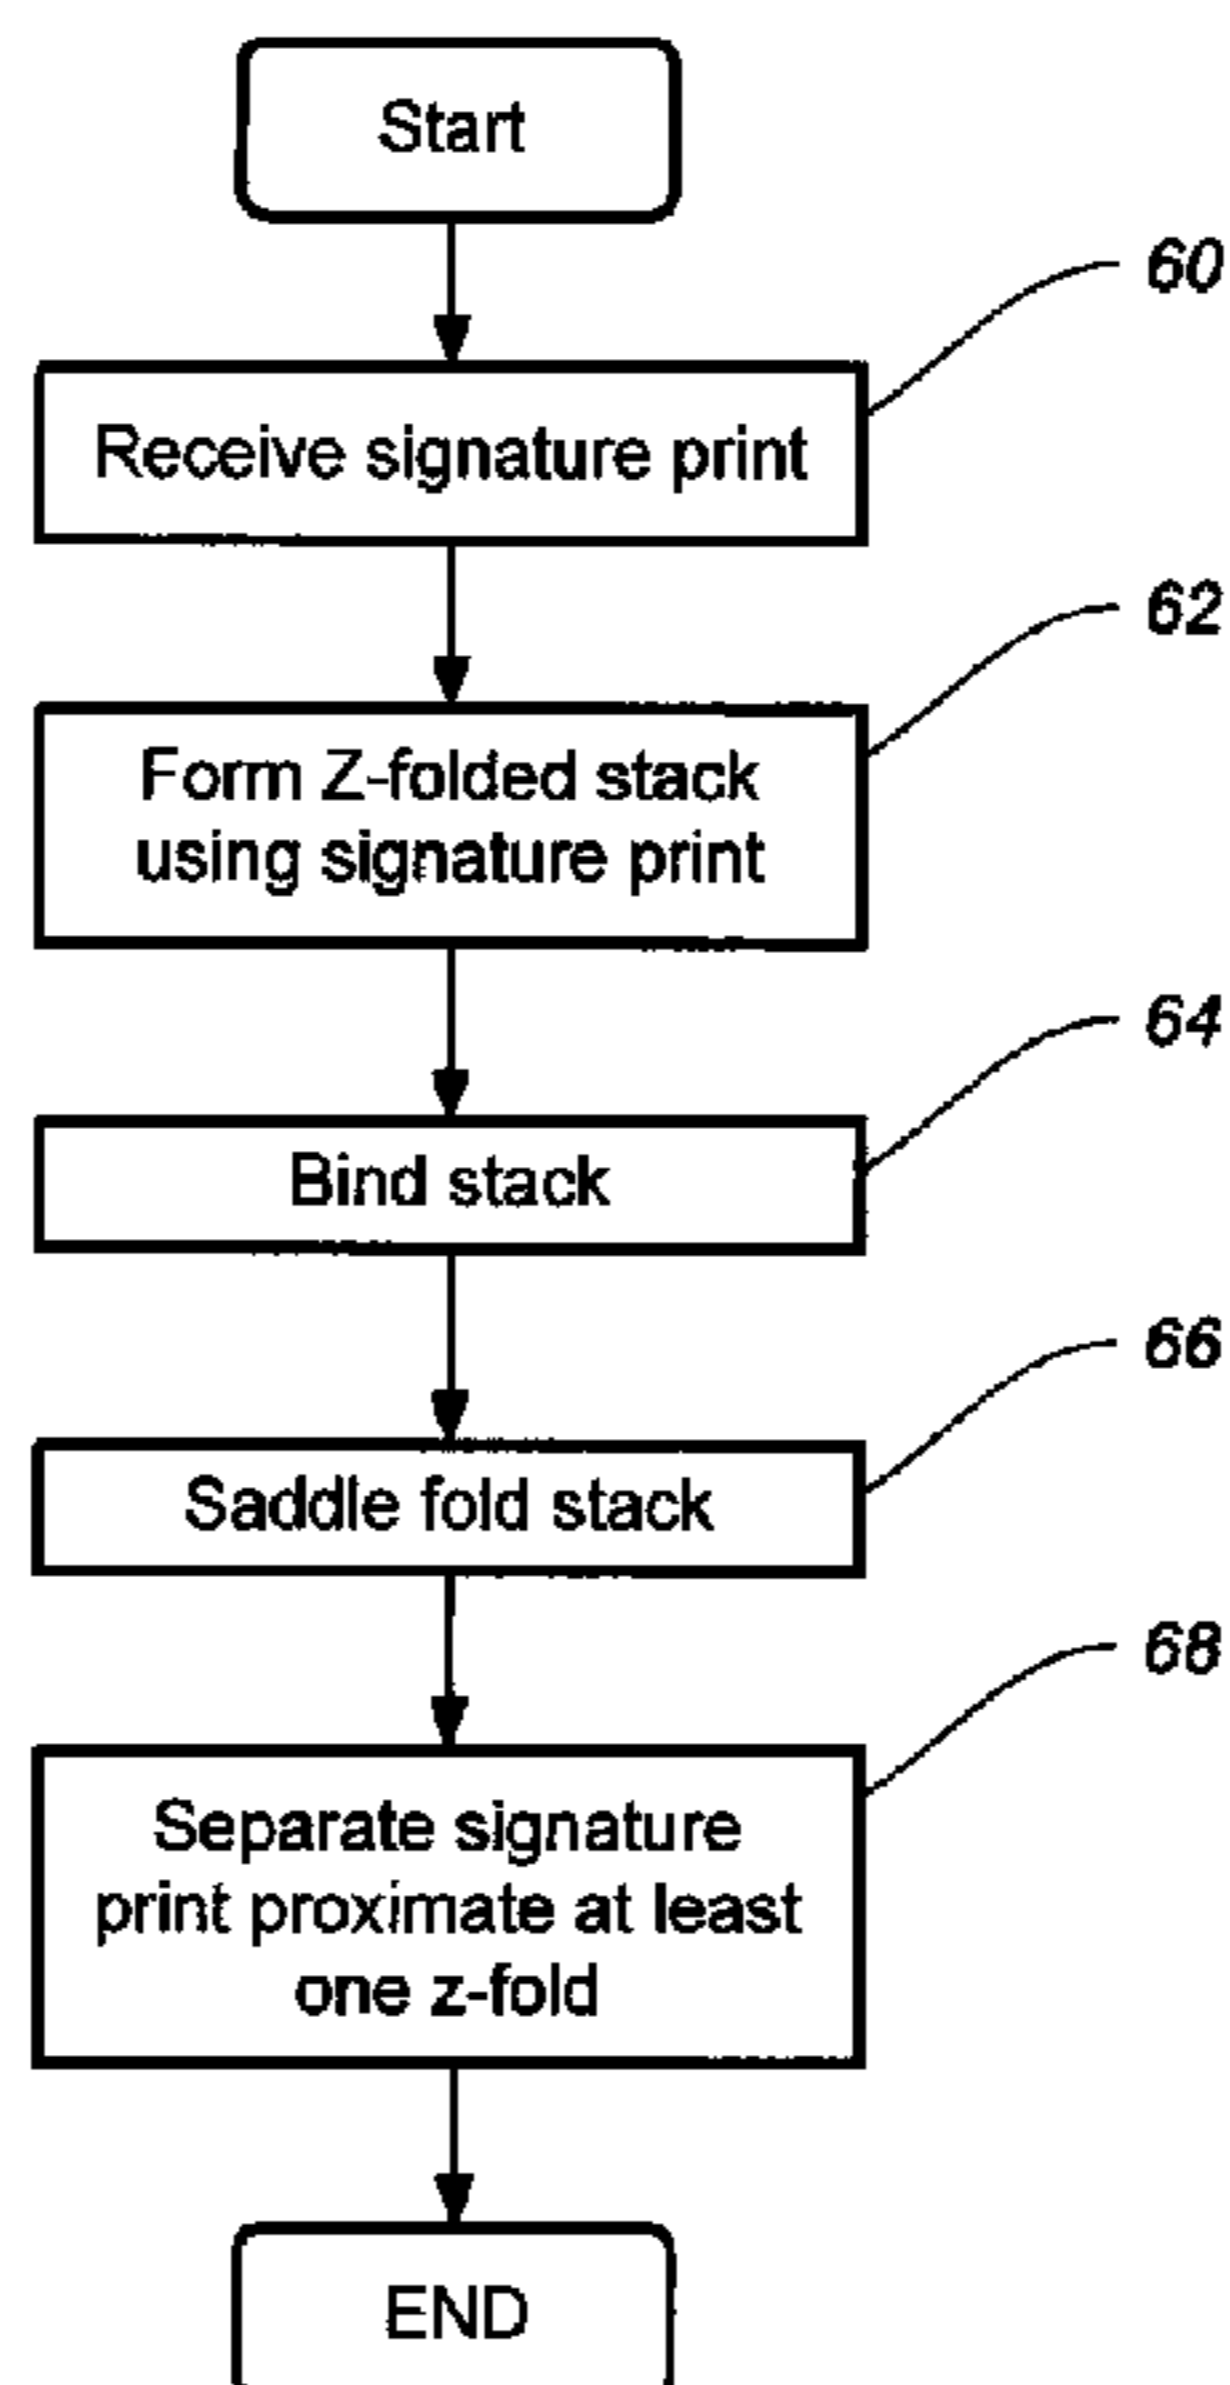 Start
60
Receive signature print
62
Form Z-folded stack
using signature print
64
Bind stack
66
Saddle fold stack
68
Separate signature
print proximate at least
one z-fold
END